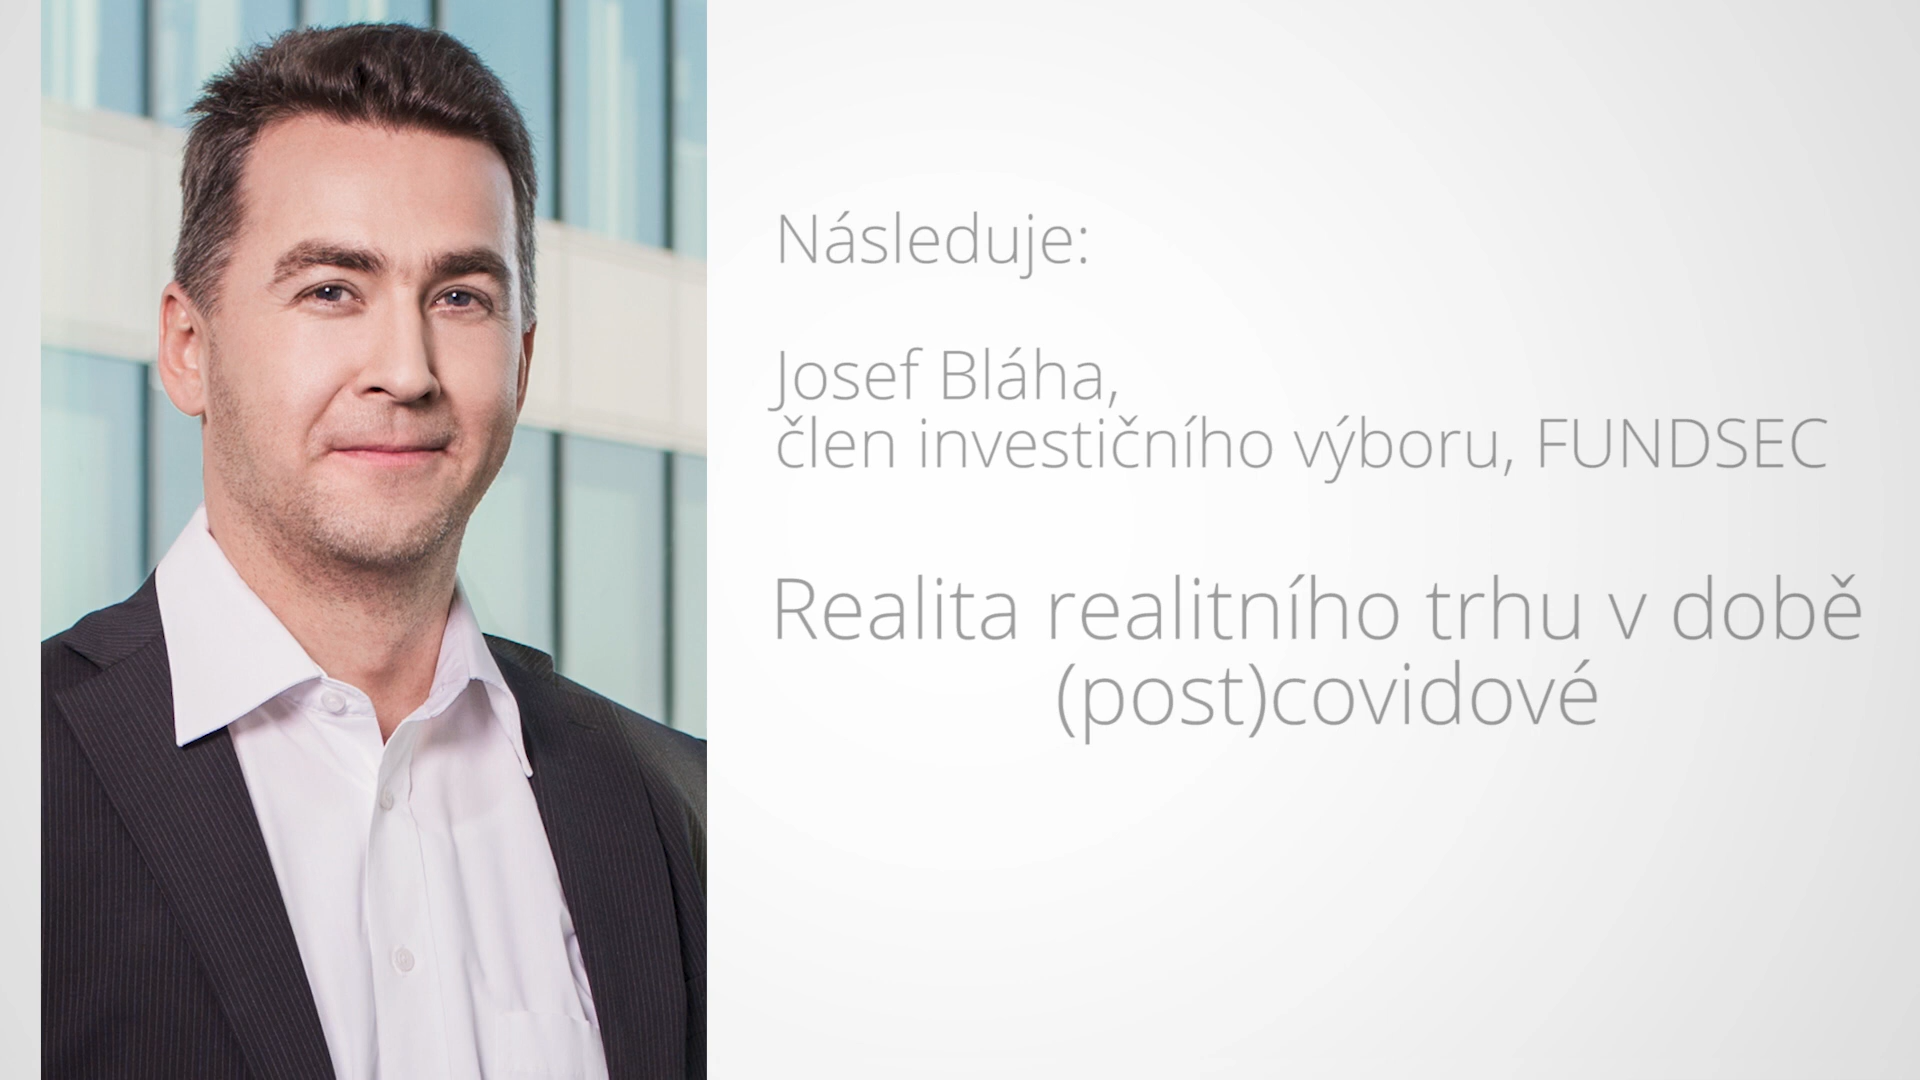 Následuje:
Josef Bláha,
člen investičního výboru, FUNDSEC
Realita realitního trhu v době
(post)covidové